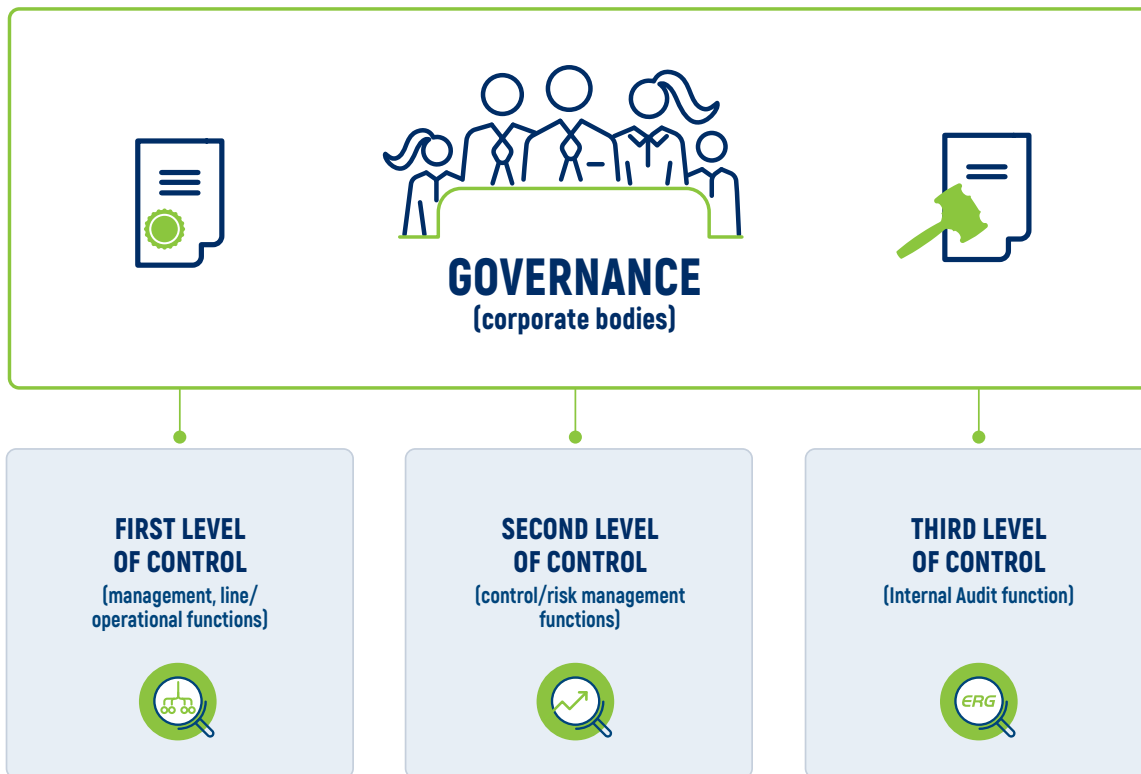 GOVERNANCE
(corporate bodies)
FIRST LEVEL
OF CONTROL
(management, line/
operational functions)
SECOND LEVEL
OF CONTROL
(control/risk management
functions)
THIRD LEVEL
OF CONTROL
(Internal Audit function)
ERG